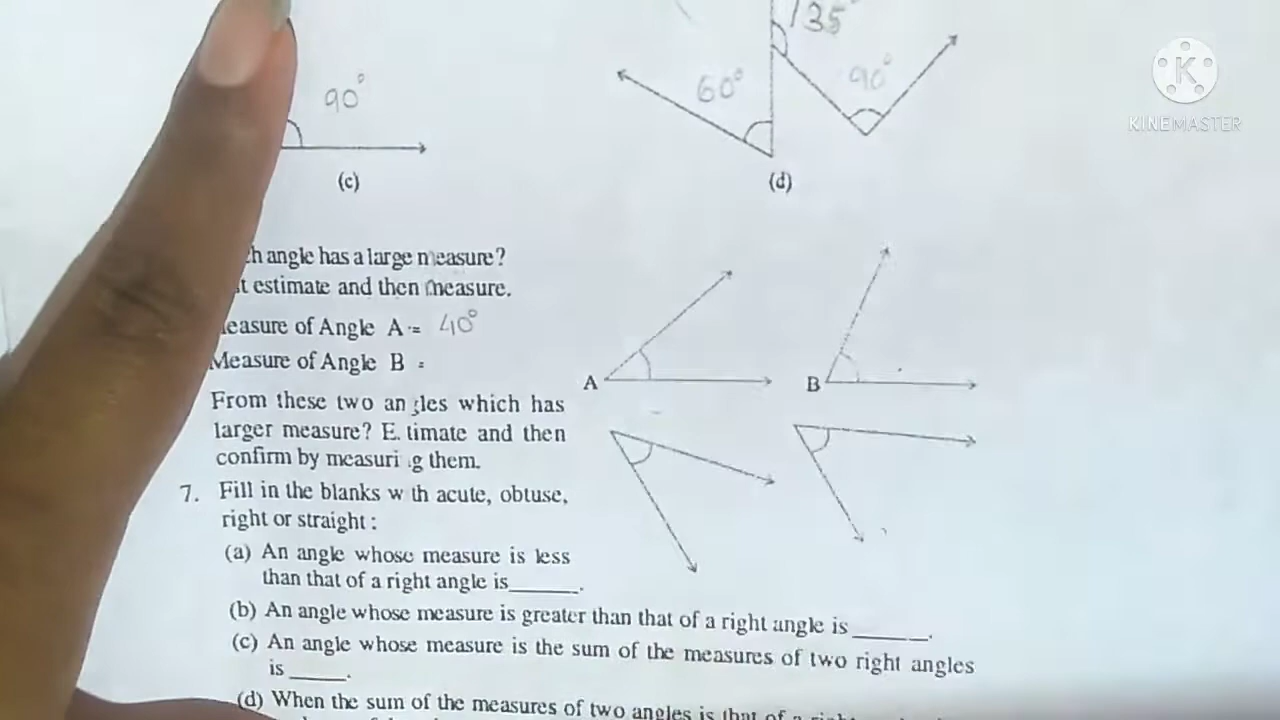 135°
60°
90°
90°
K
KINEMASTER
(c)
(d)
angle has a large measure?
estimate and then measure.
of Angle A = 40°
Measure of Angle B =
A
B
From these two angles which has
larger measure? Estimate and then
confirm by measuring them.
7. Fill in the blanks with acute, obtuse,
right or straight :
(a) An angle whose measure is less
than that of a right angle is______.
(b) An angle whose measure is greater than that of a right angle is ______.
(c) An angle whose measure is the sum of the measures of two right angles
is _____.
(d) When the sum of the measures of two angles is that of a